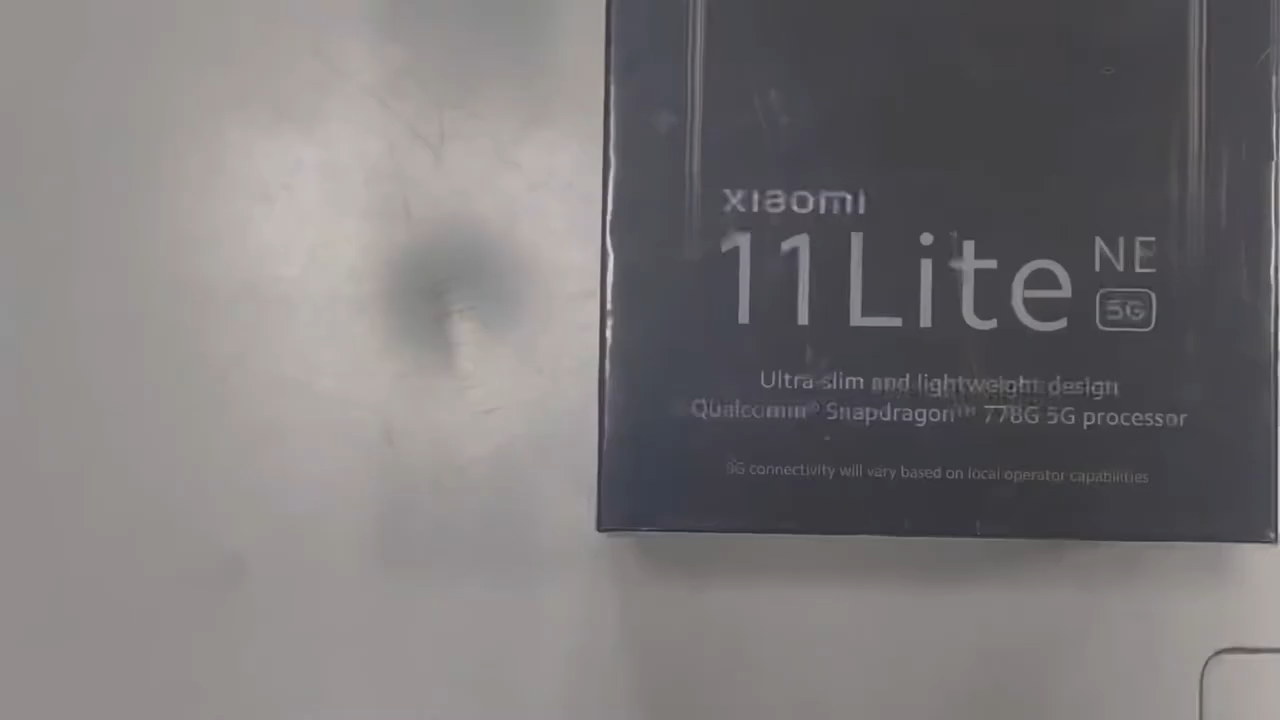 xiaomi
11 Lite NE
5G
Ultra-slim and lightweight design
Qualcomm® Snapdragon™ 778G 5G processor
5G connectivity will vary based on local operator capabilities